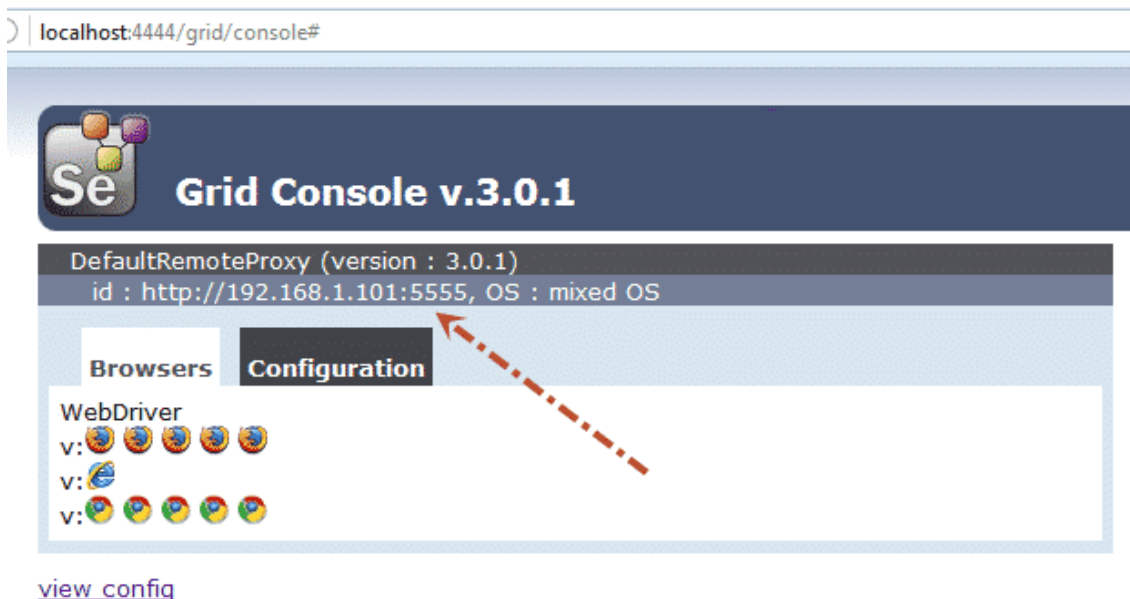 localhost:4444/grid/console#
Se
Grid Console v.3.0.1
DefaultRemoteProxy (version : 3.0.1)
id : http://192.168.1.101:5555, OS : mixed OS
Browsers Configuration
WebDriver
v:
v:
v:
view config